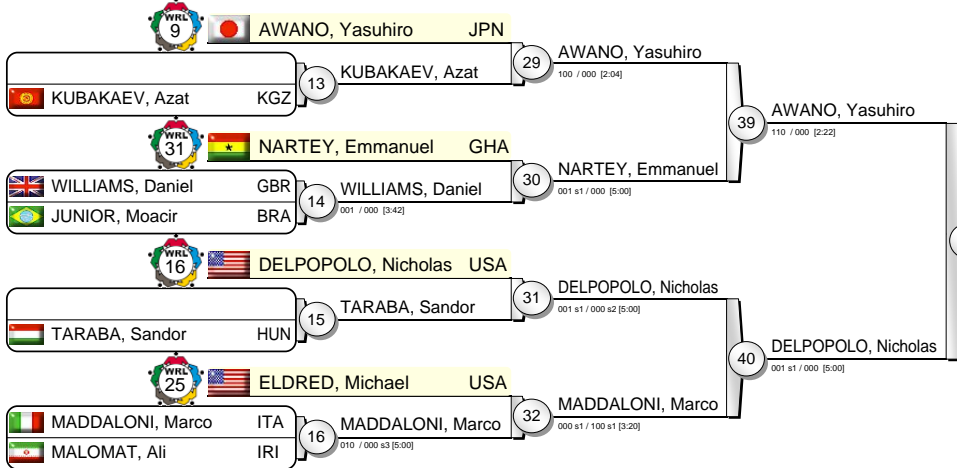 WRL
9
AWANO, Yasuhiro JPN
29 AWANO, Yasuhiro
100 / 000 [2:04]
13 KUBAKAEV, Azat
KUBAKAEV, Azat KGZ
39 AWANO, Yasuhiro
110 / 000 [2:22]
WRL
31
NARTEY, Emmanuel GHA
30 NARTEY, Emmanuel
001 s1 / 000 [5:00]
WILLIAMS, Daniel GBR
14 WILLIAMS, Daniel
001 / 000 [3:42]
JUNIOR, Moacir BRA
WRL
16
DELPOPOLO, Nicholas USA
31 DELPOPOLO, Nicholas
001 s1 / 000 s2 [5:00]
15 TARABA, Sandor
TARABA, Sandor HUN
40 DELPOPOLO, Nicholas
001 s1 / 000 [5:00]
WRL
25
ELDRED, Michael USA
32 MADDALONI, Marco
000 s1 / 100 s1 [3:20]
MADDALONI, Marco ITA
16 MADDALONI, Marco
010 / 000 s3 [5:00]
MALOMAT, Ali IRI